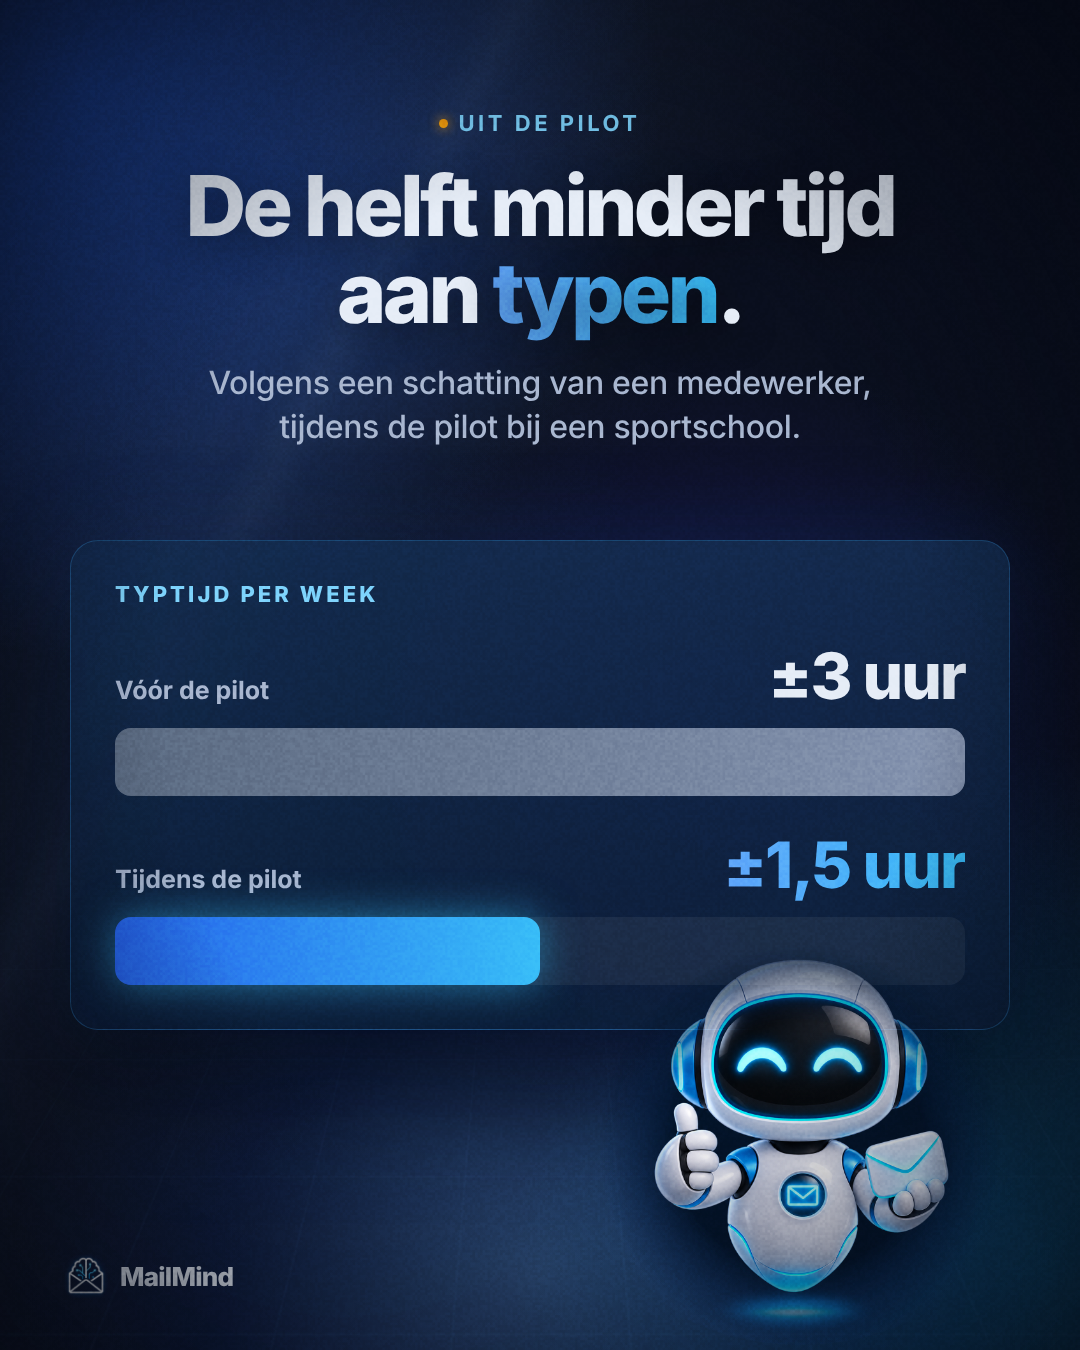 UIT DE PILOT
De helft minder tijd
aan typen.
Volgens een schatting van een medewerker,
tijdens de pilot bij een sportschool.
TYPTIJD PER WEEK
Vóór de pilot
±3 uur
Tijdens de pilot
±1,5 uur
MailMind